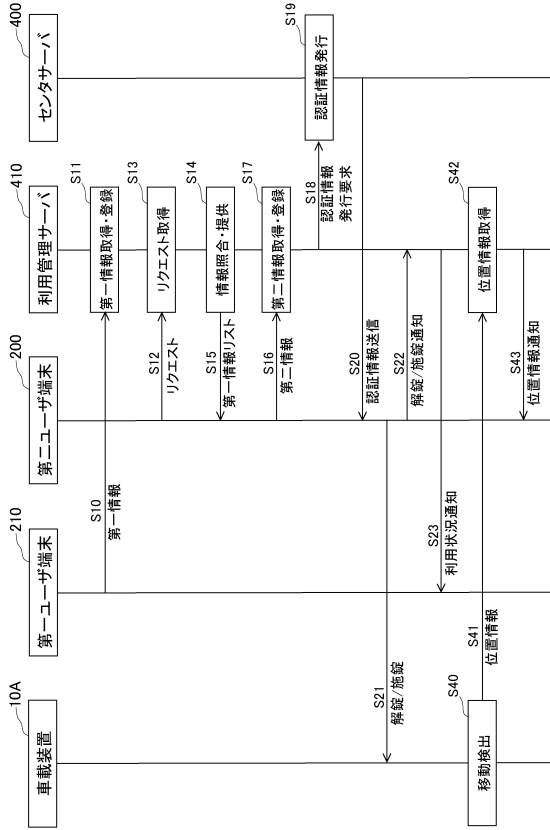 車載装置
10A
第一ユーザ端末
210
第二ユーザ端末
200
利用管理サーバ
410
センタサーバ
400
S10
第一情報
S11
第一情報取得・登録
S12
リクエスト
S13
リクエスト取得
S14
情報照合・提供
S15
第一情報リスト
S16
第二情報
S17
第二情報取得・登録
S18
認証情報
発行要求
S19
認証情報発行
S20
認証情報送信
S21
解錠/施錠
S22
解錠/施錠通知
S23
利用状況通知
S40
移動検出
S41
位置情報
S42
位置情報取得
S43
位置情報通知